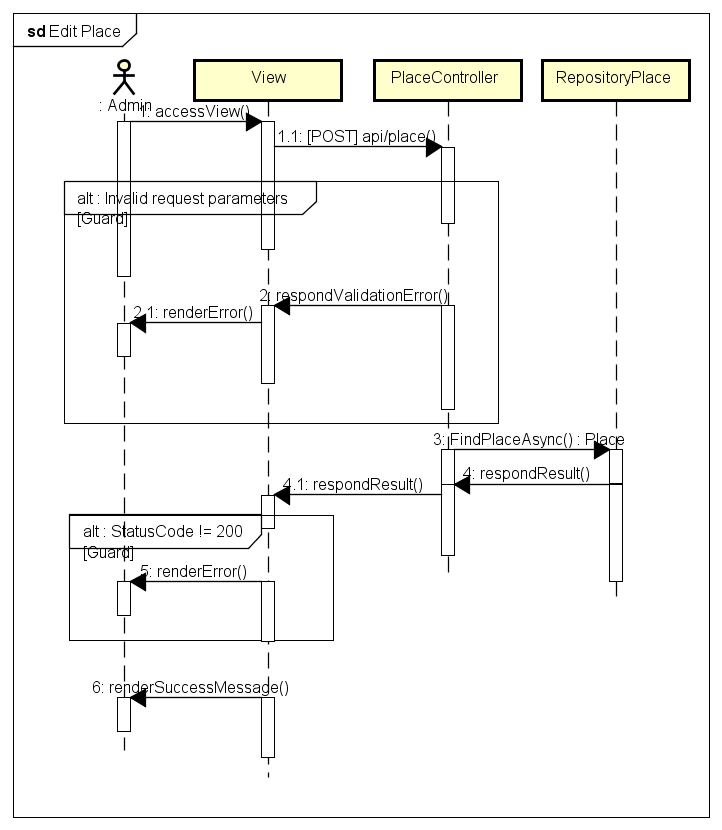 sd Edit Place
View
PlaceController
RepositoryPlace
: Admin
1: accessView()
1.1: [POST] api/place()
alt : Invalid request parameters
[Guard]
2: respondValidationError()
2.1: renderError()
3: FindPlaceAsync() : Place
4: respondResult()
4.1: respondResult()
alt : StatusCode != 200
[Guard]
5: renderError()
6: renderSuccessMessage()